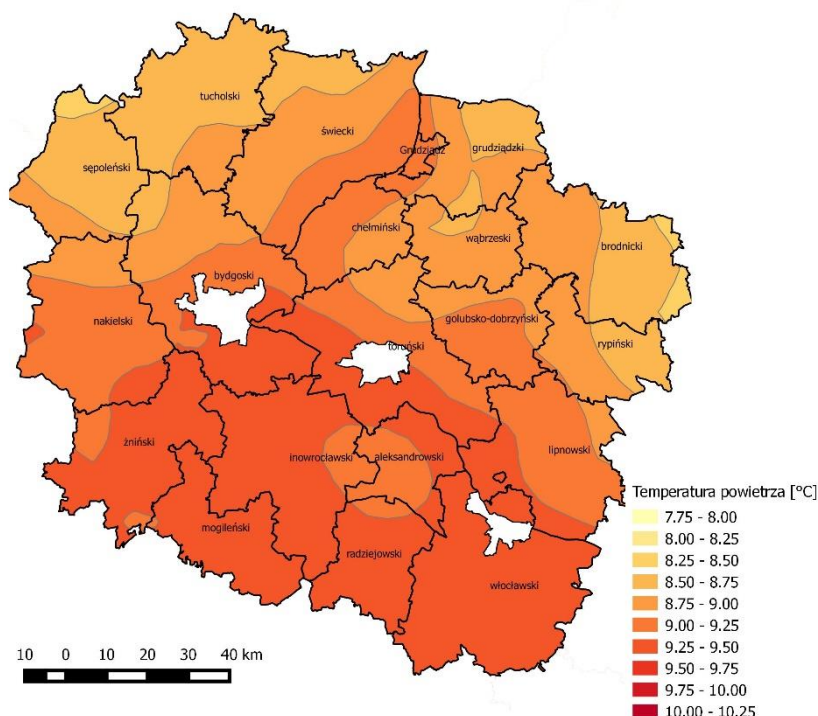 tucholski
świecki
sępoleński
Grudziądz
grudziądzki
chełmiński
wąbrzeski
brodnicki
bydgoski
nakielski
golubsko-dobrzyński
toruński
rypiński
żniński
inowrocławski
aleksandrowski
lipnowski
mogileński
radziejowski
włocławski
Temperatura powietrza [°C]
7.75 - 8.00
8.00 - 8.25
8.25 - 8.50
8.50 - 8.75
8.75 - 9.00
9.00 - 9.25
9.25 - 9.50
9.50 - 9.75
9.75 - 10.00
10.00 - 10.25
10 0 10 20 30 40 km